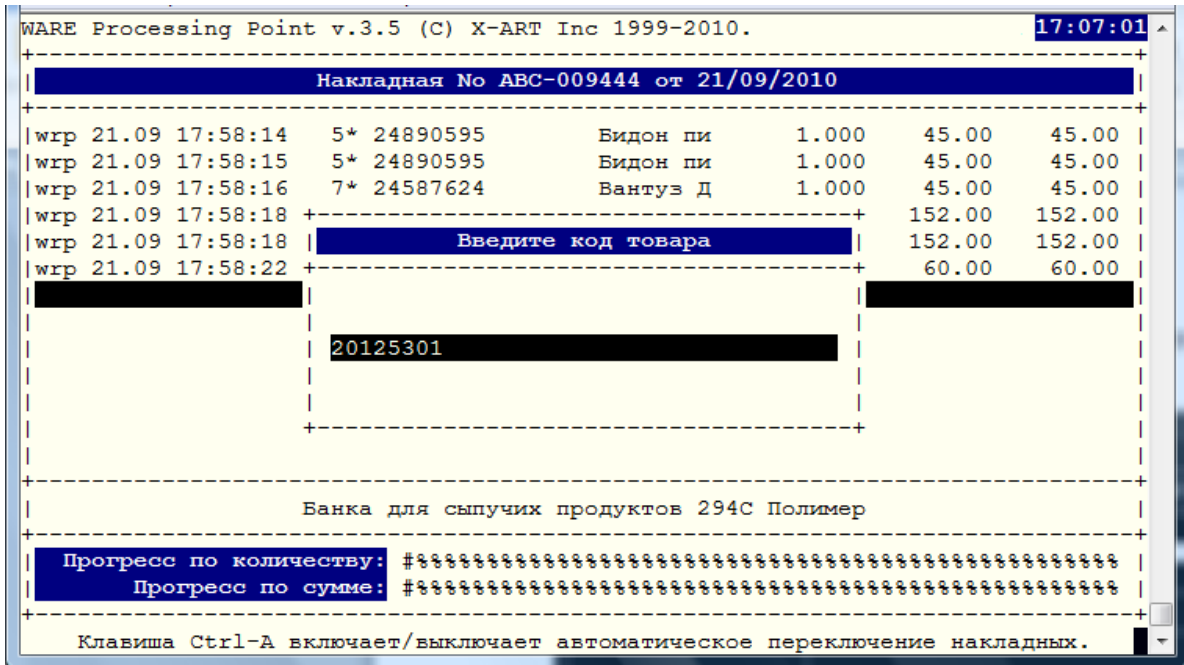 WARE Processing Point v.3.5 (C) X-ART Inc 1999-2010. 17:07:01
Накладная No ABC-009444 от 21/09/2010
wrp 21.09 17:58:14 5* 24890595 Бидон пи 1.000 45.00 45.00
wrp 21.09 17:58:15 5* 24890595 Бидон пи 1.000 45.00 45.00
wrp 21.09 17:58:16 7* 24587624 Вантуз Д 1.000 45.00 45.00
wrp 21.09 17:58:18 152.00 152.00
wrp 21.09 17:58:18 Введите код товара 152.00 152.00
wrp 21.09 17:58:22 60.00 60.00
20125301
Банка для сыпучих продуктов 294С Полимер
Прогресс по количеству: #%%%%%%%%%%%%%%%%%%%%%%%%%%%%%%%%%%%%%%%
Прогресс по сумме: #%%%%%%%%%%%%%%%%%%%%%%%%%%%%%%%%%%%%%%%
Клавиша Ctrl-A включает/выключает автоматическое переключение накладных.